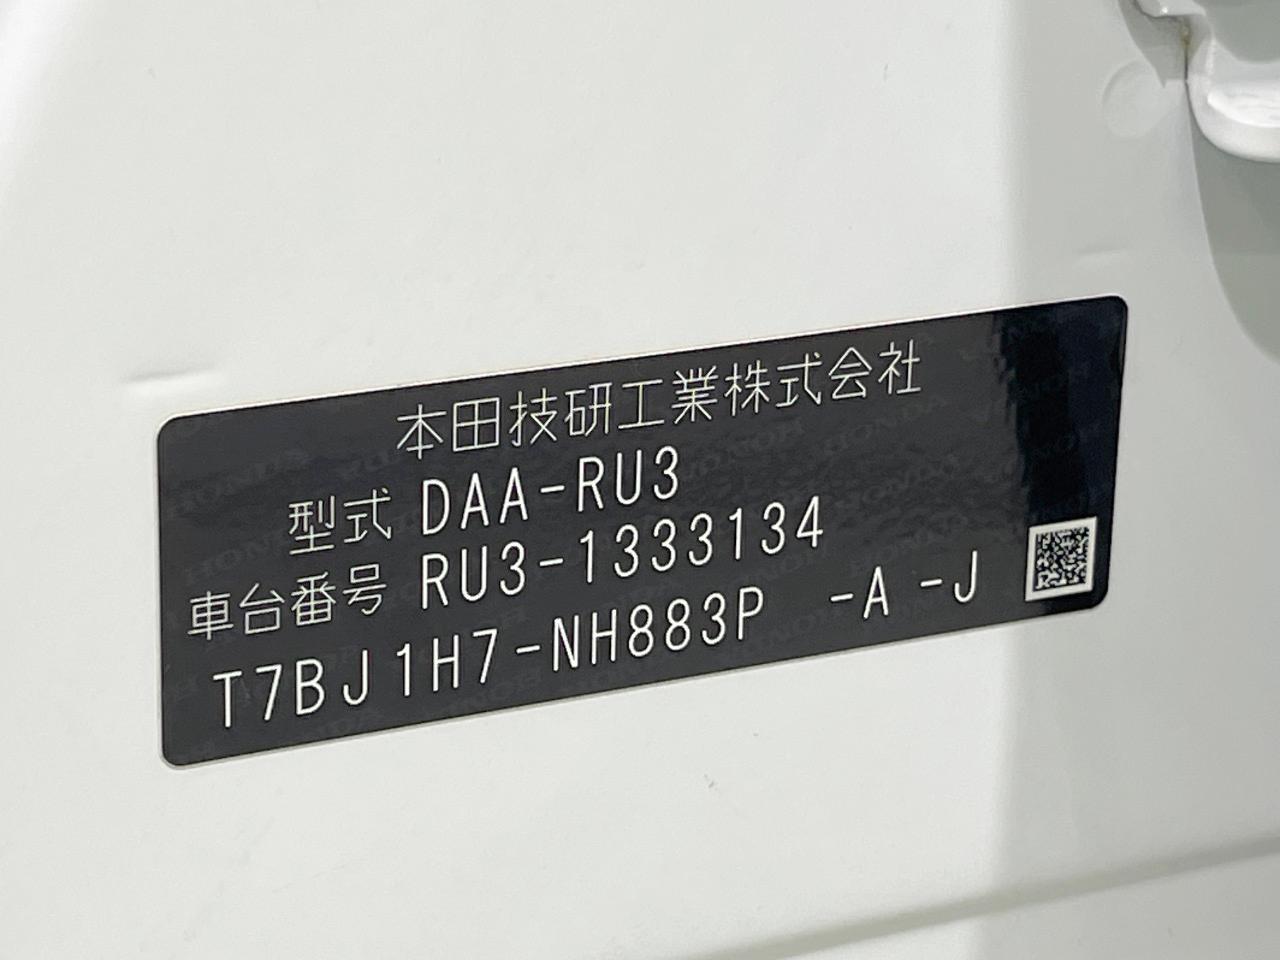 本田技研工業株式会社
型式 DAA-RU3
車台番号 RU3-1333134
T7BJ1H7-NH883P -A -J